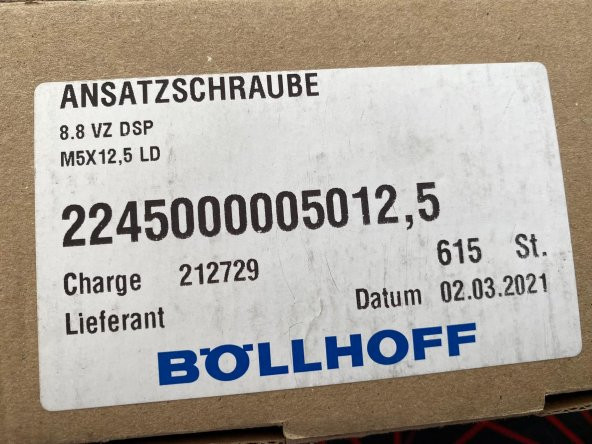 ANSATZSCHRAUBE
8.8 VZ DSP
M5X12,5 LD
2245000005012,5
615 St.
Charge 212729
Datum 02.03.2021
Lieferant
BÖLLHOFF